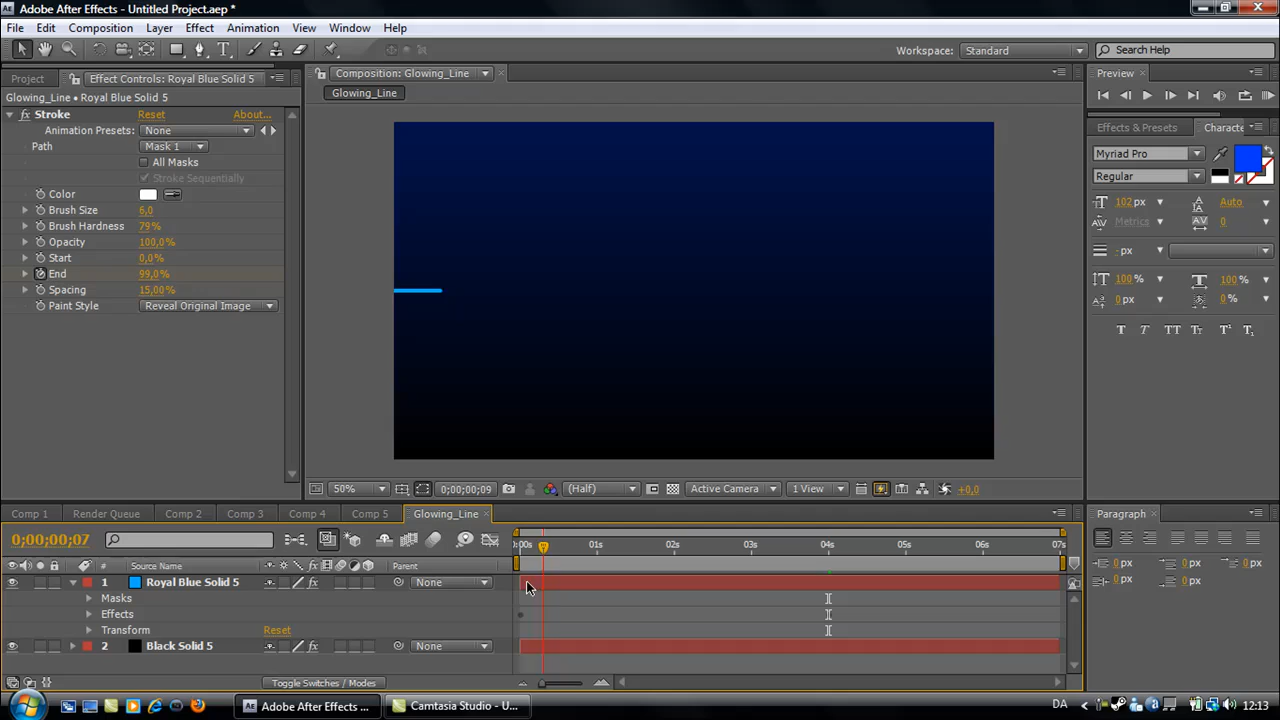 Adobe After Effects - Untitled Project.aep *
File Edit Composition Layer Effect Animation View Window Help
Workspace: Standard Search Help
Project Effect Controls: Royal Blue Solid 5
Composition: Glowing_Line
Preview
Glowing_Line • Royal Blue Solid 5
Glowing_Line
Stroke Reset About...
Animation Presets: None
Path Mask 1
All Masks
Stroke Sequentially
Color
Brush Size 6,0
Brush Hardness 79%
Opacity 100,0%
Start 0,0%
End 99,0%
Spacing 15,00%
Paint Style Reveal Original Image
Effects & Presets Characte
Myriad Pro
Regular
102 px Auto
Metrics 0
- px
100 % 100 %
0 px 0 %
T T TT Tt T¹ T₁
50% 0;00;00;09 (Half) Active Camera 1 View +0,0
Comp 1 Render Queue Comp 2 Comp 3 Comp 4 Comp 5 Glowing_Line
Paragraph
0;00;00;07
0:00s 01s 02s 03s 04s 05s 06s 07s
# Source Name Parent
1 Royal Blue Solid 5 None
Masks
Effects
Transform Reset
2 Black Solid 5 None
0 px 0 px 0 px
0 px 0 px
Toggle Switches / Modes
Adobe After Effects ... Camtasia Studio - U...
DA 12:13